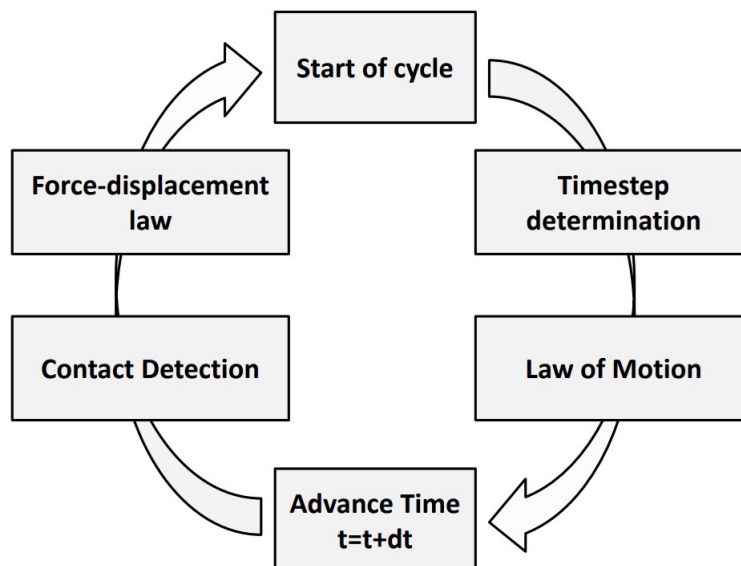 Start of cycle
Timestep
determination
Law of Motion
Advance Time
t=t+dt
Contact Detection
Force-displacement
law